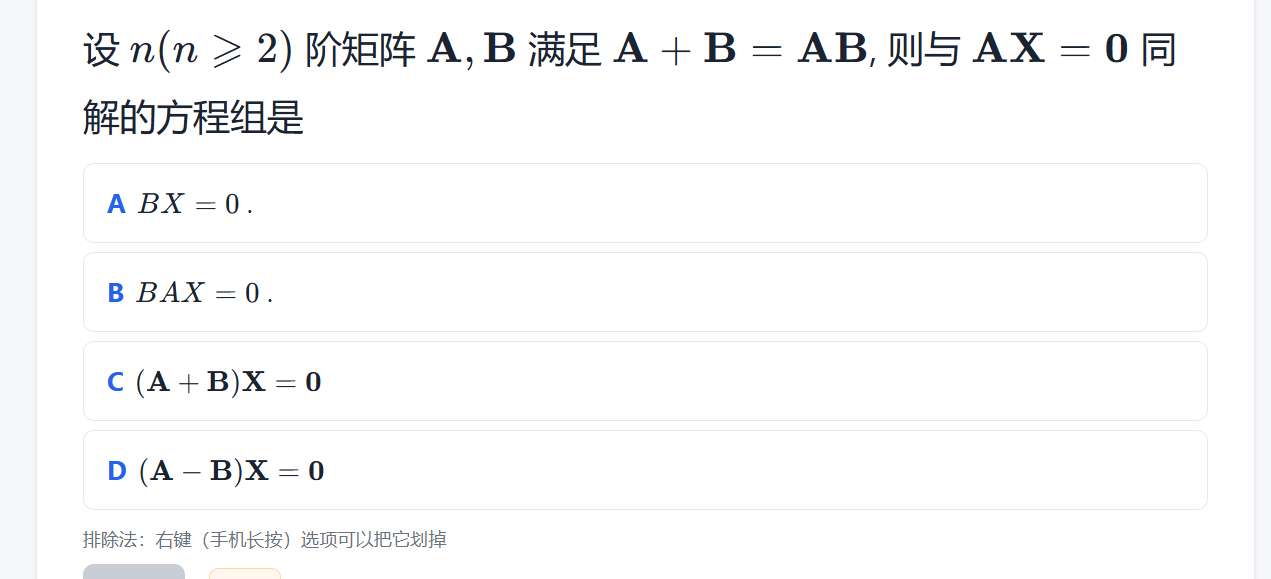 设 n(n ⩾ 2) 阶矩阵 A, B 满足 A + B = AB, 则与 AX = 0 同
解的方程组是
A BX = 0 .
B BAX = 0 .
C (A + B)X = 0
D (A − B)X = 0
排除法：右键（手机长按）选项可以把它划掉